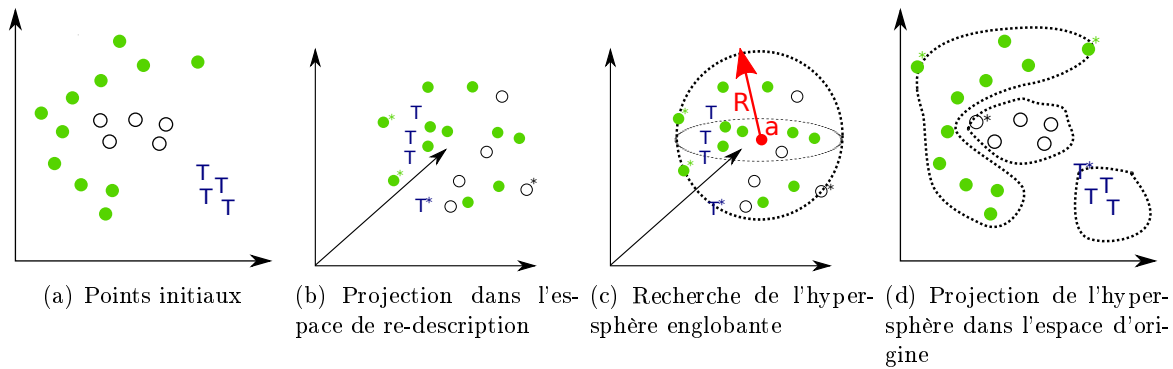 T
T T
T
T
T
T
T*
T
T
T
T*
R
a
T*
T
T
(a) Points initiaux
(b) Projection dans l'es-
pace de re-description
(c) Recherche de l'hyper-
sphère englobante
(d) Projection de l'hyper-
sphère dans l'espace d'ori-
gine